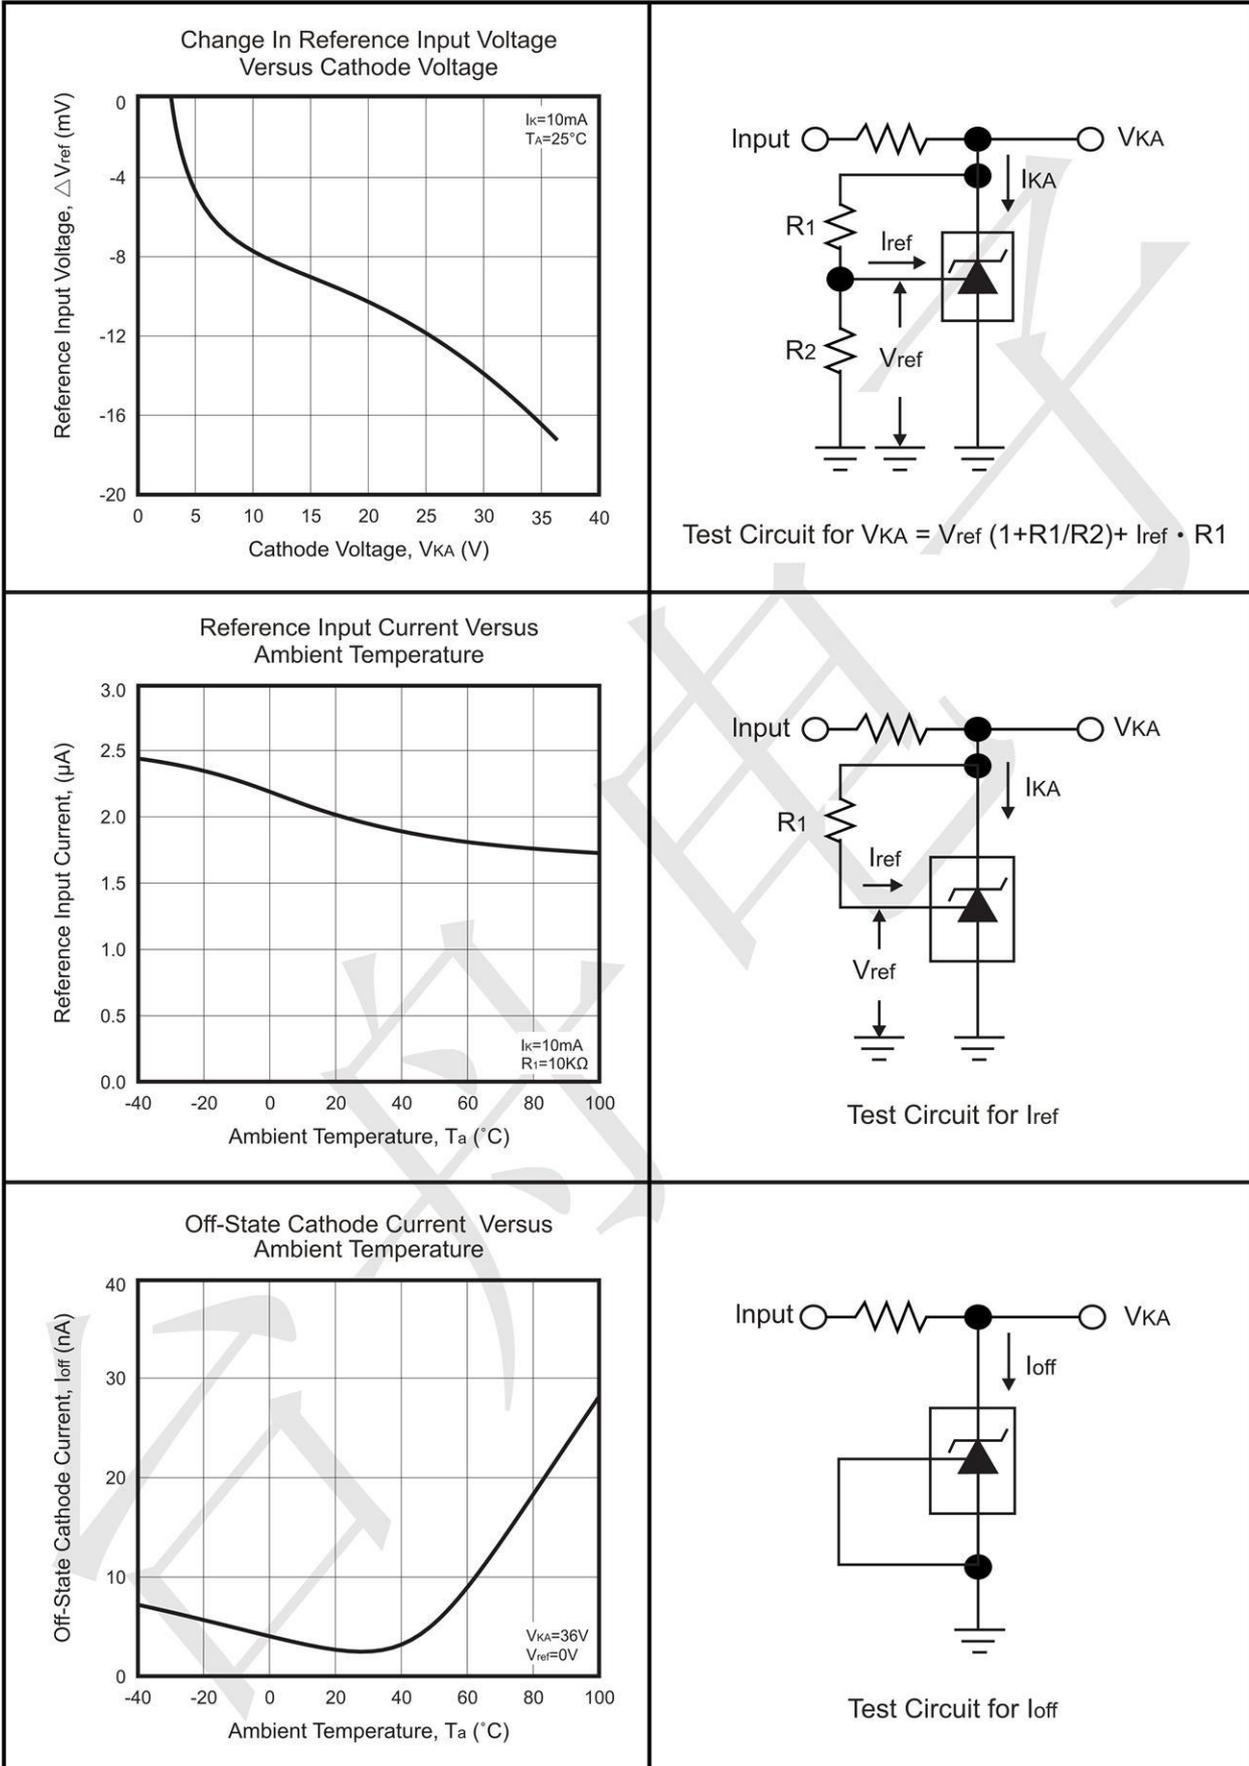 Change In Reference Input Voltage
Versus Cathode Voltage
Reference Input Voltage, △Vref (mV)
0
-4
-8
-12
-16
-20
IK=10mA
TA=25°C
0 5 10 15 20 25 30 35 40
Cathode Voltage, VKA (V)
Input
VKA
IKA
R1
Iref
R2
Vref
Test Circuit for VKA = Vref (1+R1/R2)+ Iref • R1
Reference Input Current Versus
Ambient Temperature
Reference Input Current, (μA)
3.0
2.5
2.0
1.5
1.0
0.5
0.0
IK=10mA
R1=10KΩ
-40 -20 0 20 40 60 80 100
Ambient Temperature, Ta (˚C)
Input
VKA
IKA
R1
Iref
Vref
Test Circuit for Iref
Off-State Cathode Current Versus
Ambient Temperature
Off-State Cathode Current, Ioff (nA)
40
30
20
10
0
VKA=36V
Vref=0V
-40 -20 0 20 40 60 80 100
Ambient Temperature, Ta (˚C)
Input
VKA
Ioff
Test Circuit for Ioff